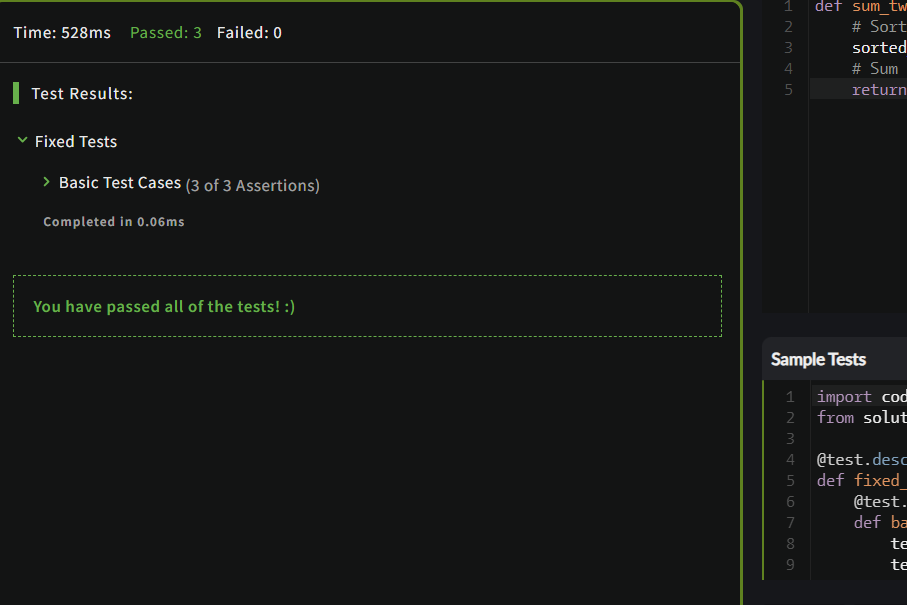 Time: 528ms Passed: 3 Failed: 0
Test Results:
Fixed Tests
Basic Test Cases (3 of 3 Assertions)
Completed in 0.06ms
You have passed all of the tests! :)
1 def sum_tw
2 # Sort
3 sorted
4 # Sum
5 return
Sample Tests
1 import cod
2 from solut
3
4 @test.desc
5 def fixed_
6 @test.
7 def ba
8 te
9 te